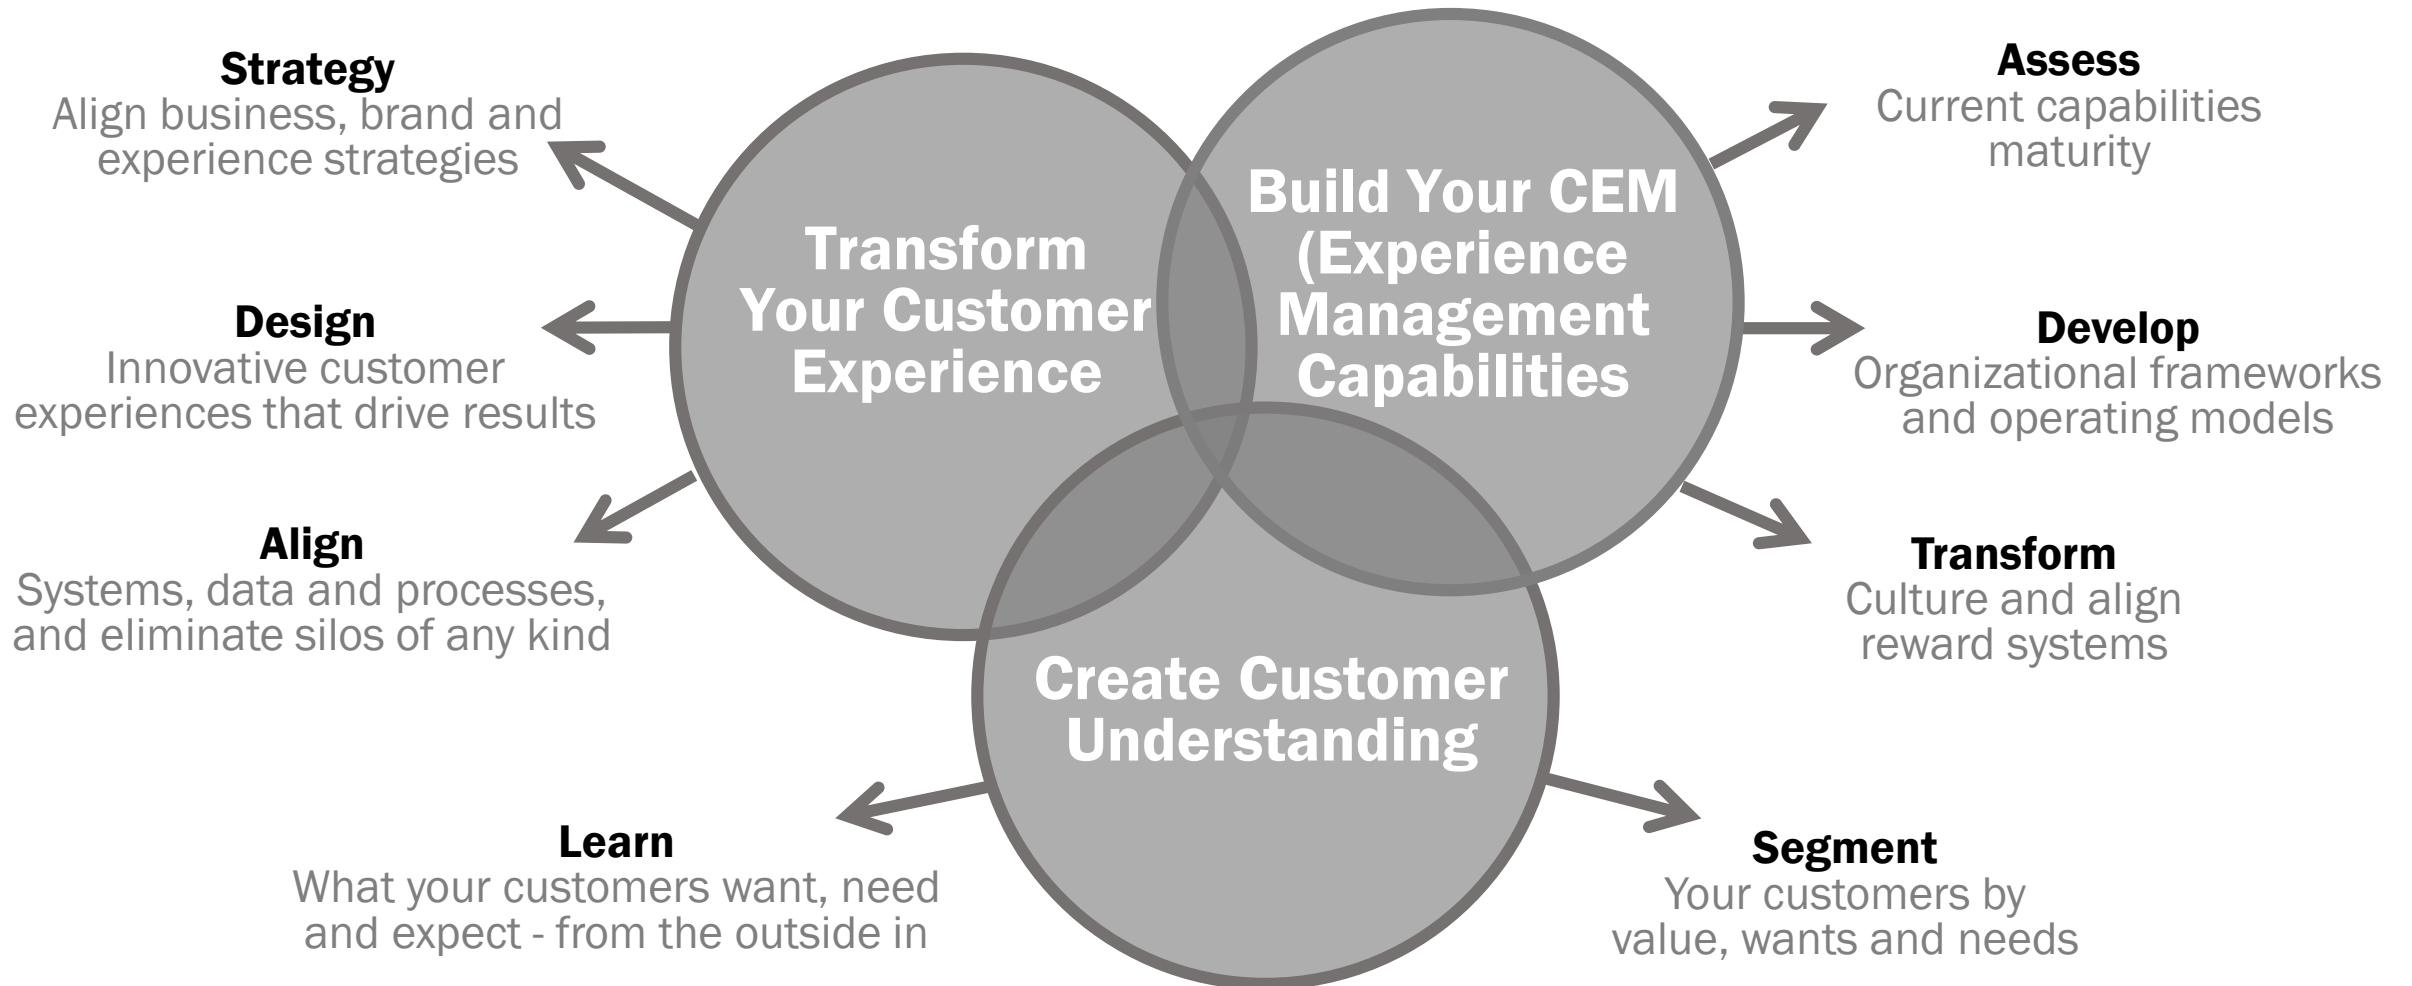 Strategy
Align business, brand and
experience strategies
Design
Innovative customer
experiences that drive results
Align
Systems, data and processes,
and eliminate silos of any kind
Transform
Your Customer
Experience
Build Your CEM
(Experience
Management
Capabilities
Create Customer
Understanding
Assess
Current capabilities
maturity
Develop
Organizational frameworks
and operating models
Transform
Culture and align
reward systems
Learn
What your customers want, need
and expect - from the outside in
Segment
Your customers by
value, wants and needs